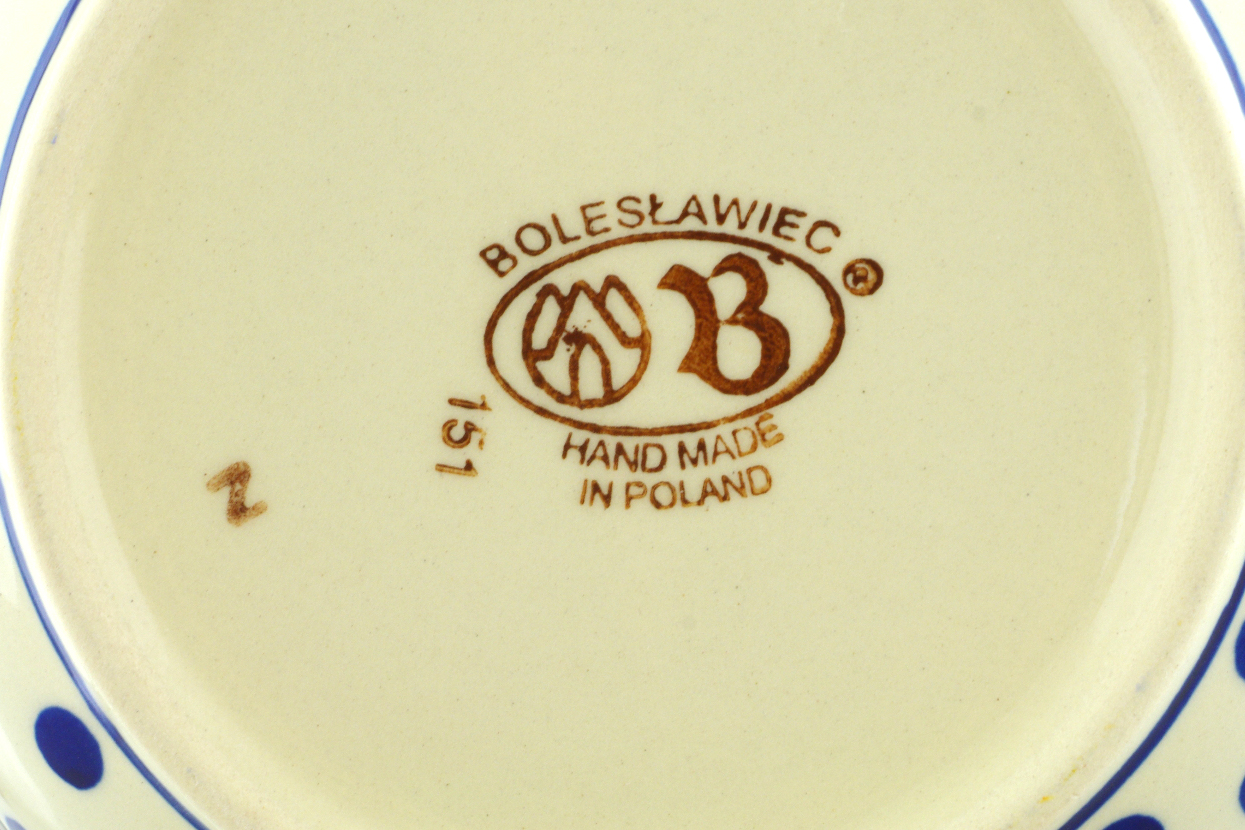 BOLESŁAWIEC
®
B
HAND MADE
IN POLAND
151
N